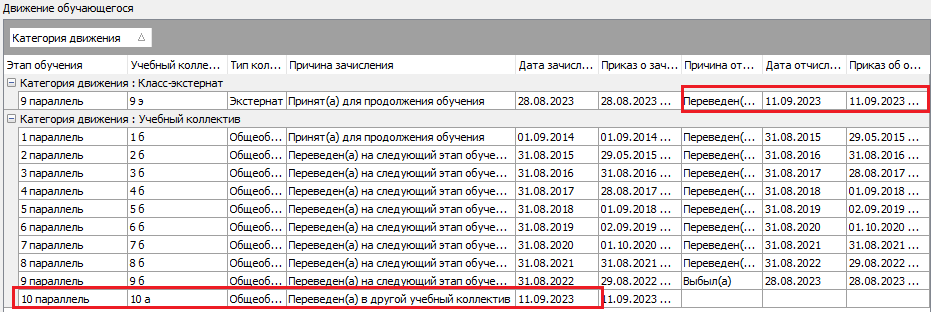 Движение обучающегося
Категория движения
Этап обучения Учебный колле... Тип кол... Причина зачисления Дата зачисл... Приказ о зач... Причина от... Дата отчисл... Приказ об о...
Категория движения : Класс-экстернат
9 параллель 9 э Экстернат Принят(а) для продолжения обучения 28.08.2023 28.08.2023 ... Переведен(... 11.09.2023 11.09.2023 ...
Категория движения : Учебный коллектив
1 параллель 1 б Общеоб... Принят(а) для продолжения обучения 01.09.2014 01.09.2014 ... Переведен(... 31.08.2015 29.05.2015 ...
2 параллель 2 б Общеоб... Переведен(а) на следующий этап обуче... 31.08.2015 29.05.2015 ... Переведен(... 31.08.2016 31.08.2016 ...
3 параллель 3 б Общеоб... Переведен(а) на следующий этап обуче... 31.08.2016 31.08.2016 ... Переведен(... 31.08.2017 28.08.2017 ...
4 параллель 4 б Общеоб... Переведен(а) на следующий этап обуче... 31.08.2017 28.08.2017 ... Переведен(... 31.08.2018 01.09.2018 ...
5 параллель 5 б Общеоб... Переведен(а) на следующий этап обуче... 31.08.2018 01.09.2018 ... Переведен(... 31.08.2019 02.09.2019 ...
6 параллель 6 б Общеоб... Переведен(а) на следующий этап обуче... 31.08.2019 02.09.2019 ... Переведен(... 31.08.2020 01.10.2020 ...
7 параллель 7 б Общеоб... Переведен(а) на следующий этап обуче... 31.08.2020 01.10.2020 ... Переведен(... 31.08.2021 31.08.2021 ...
8 параллель 8 б Общеоб... Переведен(а) на следующий этап обуче... 31.08.2021 31.08.2021 ... Переведен(... 31.08.2022 29.08.2022 ...
9 параллель 9 б Общеоб... Переведен(а) на следующий этап обуче... 31.08.2022 29.08.2022 ... Выбыл(а) 28.08.2023 28.08.2023 ...
10 параллель 10 а Общеоб... Переведен(а) в другой учебный коллектив 11.09.2023 11.09.2023 ...